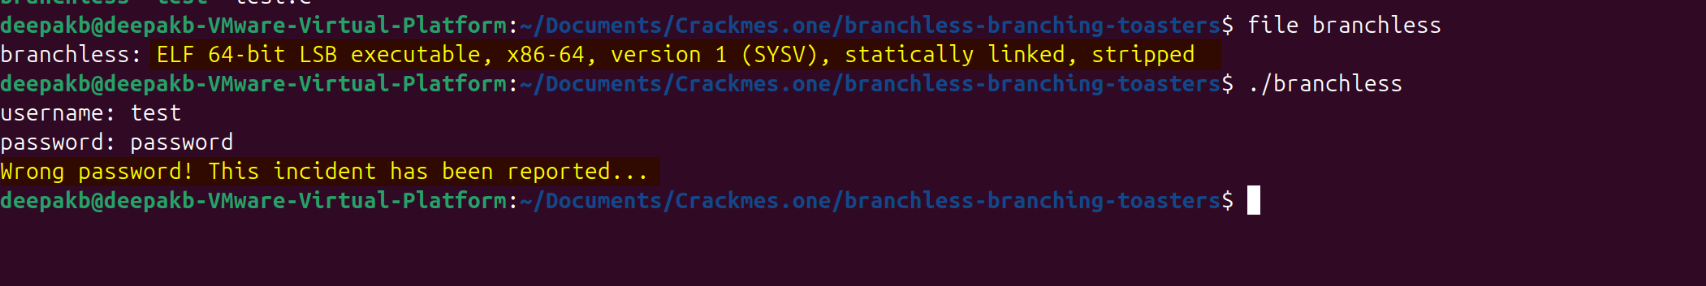 branchless test test.c
deepakb@deepakb-VMware-Virtual-Platform:~/Documents/Crackmes.one/branchless-branching-toasters$ file branchless
branchless: ELF 64-bit LSB executable, x86-64, version 1 (SYSV), statically linked, stripped
deepakb@deepakb-VMware-Virtual-Platform:~/Documents/Crackmes.one/branchless-branching-toasters$ ./branchless
username: test
password: password
Wrong password! This incident has been reported...
deepakb@deepakb-VMware-Virtual-Platform:~/Documents/Crackmes.one/branchless-branching-toasters$